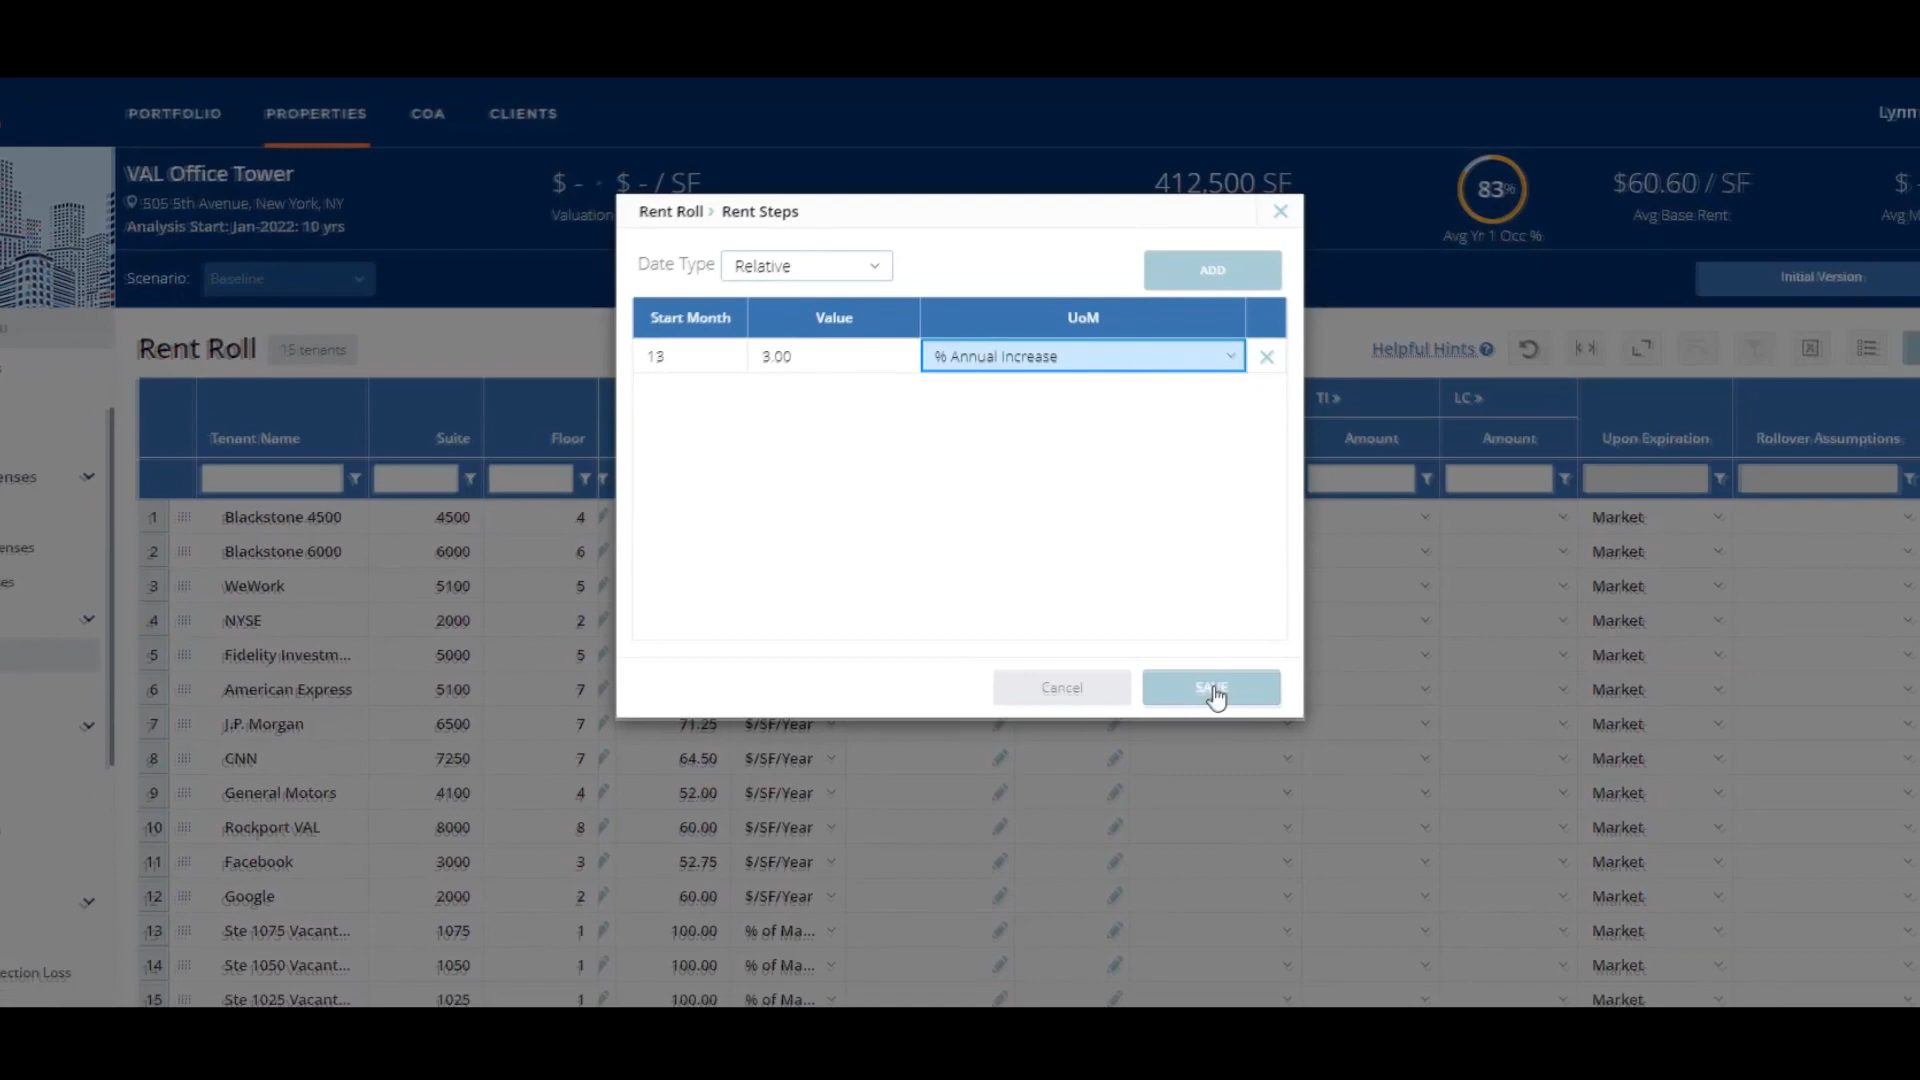 PORTFOLIO PROPERTIES COA CLIENTS
Lynn
VAL Office Tower
505 5th Avenue, New York, NY
Analysis Start: Jan-2022: 10 yrs
$ - · $ - / SF
Valuation
412,500 SF
83%
Avg Yr 1 Occ %
$60.60 / SF
Avg Base Rent
$ -
Avg M
Scenario: Baseline
Initial Version
Rent Roll > Rent Steps
Date Type Relative
ADD
Start Month Value UoM
13 3.00 % Annual Increase
Cancel SAVE
Rent Roll 15 tenants
Helpful Hints
TI » LC »
Tenant Name Suite Floor Amount Amount Upon Expiration Rollover Assumptions
enses
enses
es
ection Loss
1 Blackstone 4500 4500 4 Market
2 Blackstone 6000 6000 6 Market
3 WeWork 5100 5 Market
4 NYSE 2000 2 Market
5 Fidelity Investm... 5000 5 Market
6 American Express 5100 7 Market
7 J.P. Morgan 6500 7 71.25 $/SF/Year Market
8 CNN 7250 7 64.50 $/SF/Year Market
9 General Motors 4100 4 52.00 $/SF/Year Market
10 Rockport VAL 8000 8 60.00 $/SF/Year Market
11 Facebook 3000 3 52.75 $/SF/Year Market
12 Google 2000 2 60.00 $/SF/Year Market
13 Ste 1075 Vacant... 1075 1 100.00 % of Ma... Market
14 Ste 1050 Vacant... 1050 1 100.00 % of Ma... Market
15 Ste 1025 Vacant... 1025 1 100.00 % of Ma... Market